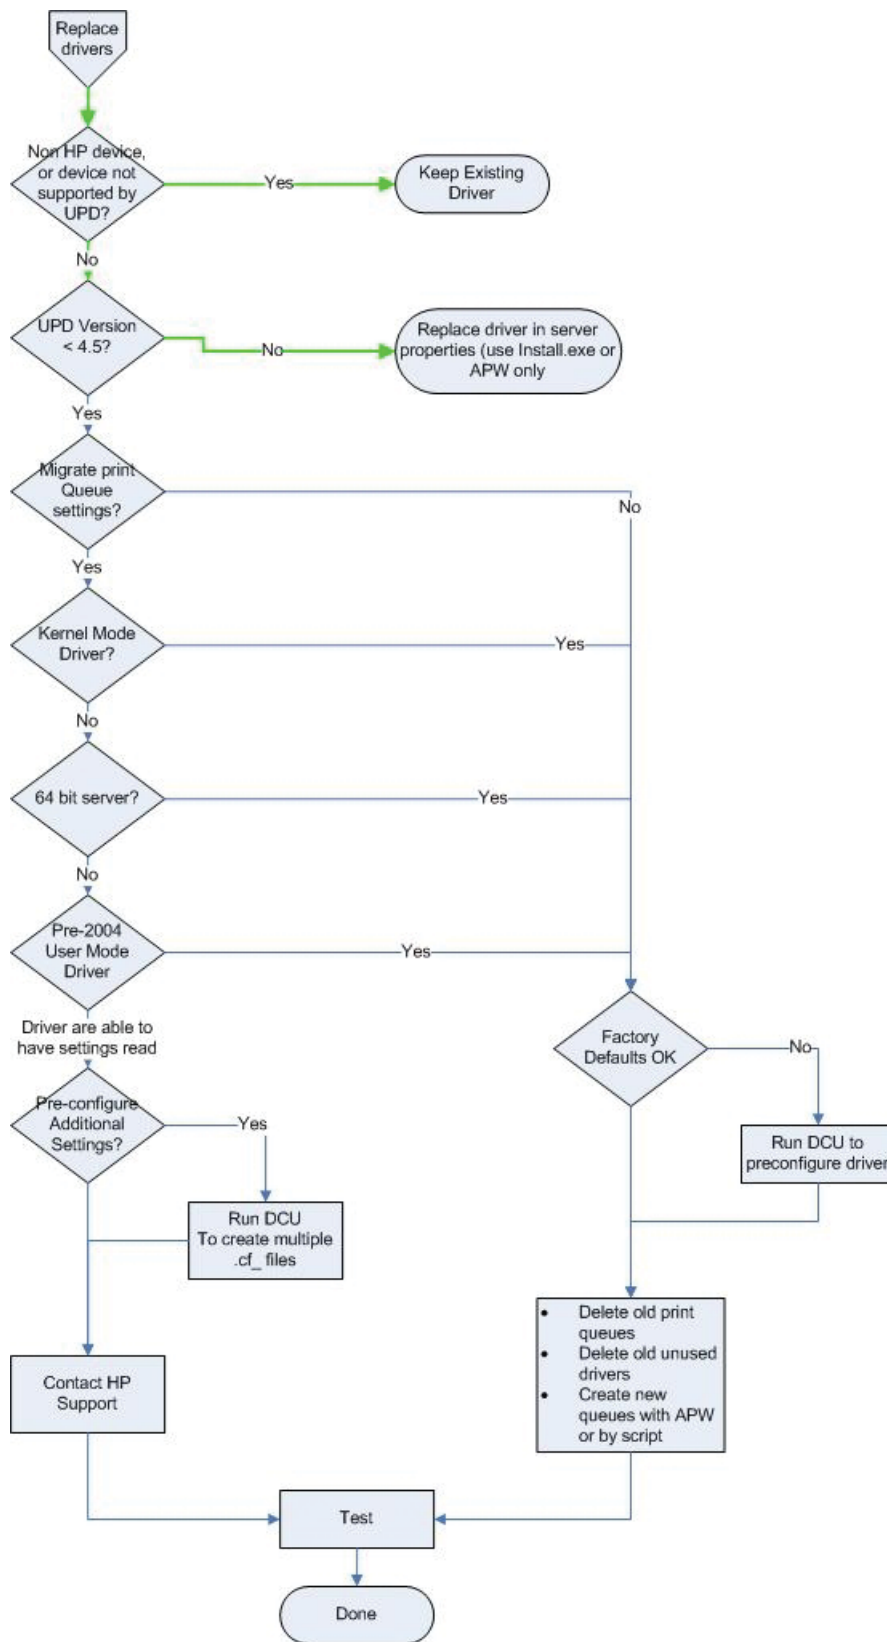 Replace
drivers
Non HP device,
or device not
supported by
UPD?
Yes
Keep Existing
Driver
No
UPD Version
< 4.5?
No
Replace driver in server
properties (use Install.exe or
APW only
Yes
Migrate print
Queue
settings?
No
Yes
Kernel Mode
Driver?
Yes
No
64 bit server?
Yes
No
Pre-2004
User Mode
Driver
Yes
Driver are able to
have settings read
Factory
Defaults OK
No
Pre-configure
Additional
Settings?
Yes
Run DCU to
preconfigure driver
Run DCU
To create multiple
.cf_ files
• Delete old print
queues
• Delete old unused
drivers
• Create new
queues with APW
or by script
Contact HP
Support
Test
Done